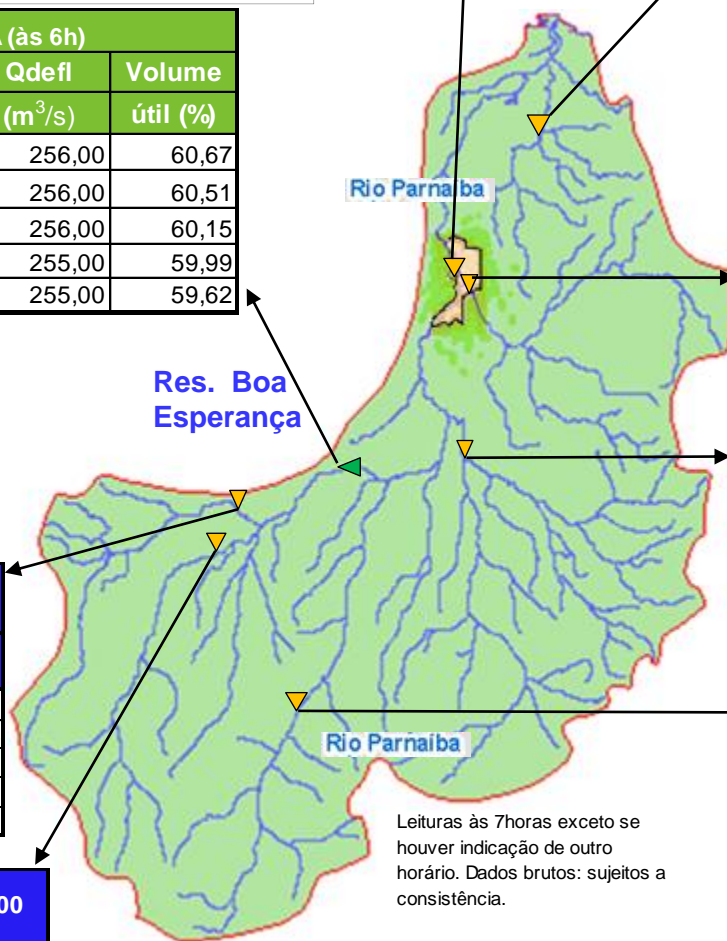 (às 6h)
Qdefl Volume
(m³/s) útil (%)
256,00 60,67
256,00 60,51
256,00 60,15
255,00 59,99
255,00 59,62
Rio Parnaíba
Res. Boa
Esperança
Rio Parnaíba
Leituras às 7horas exceto se
houver indicação de outro
horário. Dados brutos: sujeitos a
consistência.
00